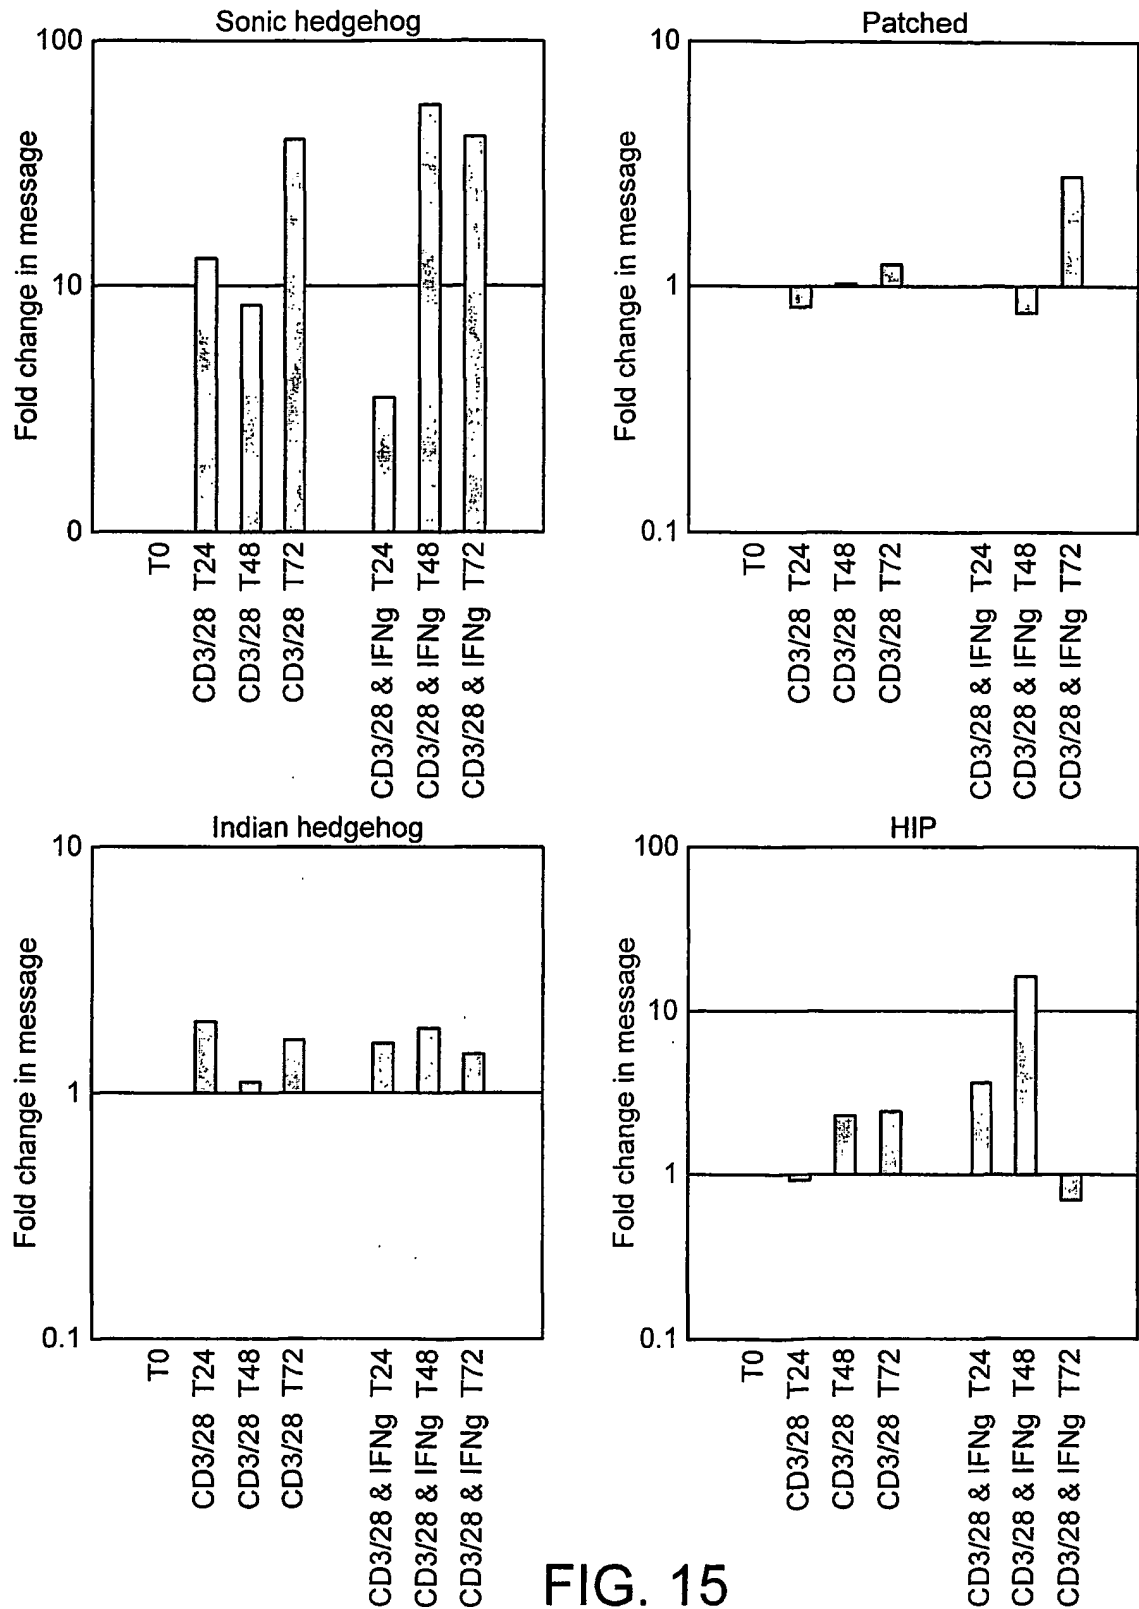 Sonic hedgehog
100
10
0
Fold change in message
T0
CD3/28 T24
CD3/28 T48
CD3/28 T72
CD3/28 & IFNg T24
CD3/28 & IFNg T48
CD3/28 & IFNg T72
Patched
10
1
0.1
Fold change in message
T0
CD3/28 T24
CD3/28 T48
CD3/28 T72
CD3/28 & IFNg T24
CD3/28 & IFNg T48
CD3/28 & IFNg T72
Indian hedgehog
10
1
0.1
Fold change in message
T0
CD3/28 T24
CD3/28 T48
CD3/28 T72
CD3/28 & IFNg T24
CD3/28 & IFNg T48
CD3/28 & IFNg T72
HIP
100
10
1
0.1
Fold change in message
T0
CD3/28 T24
CD3/28 T48
CD3/28 T72
CD3/28 & IFNg T24
CD3/28 & IFNg T48
CD3/28 & IFNg T72
FIG. 15